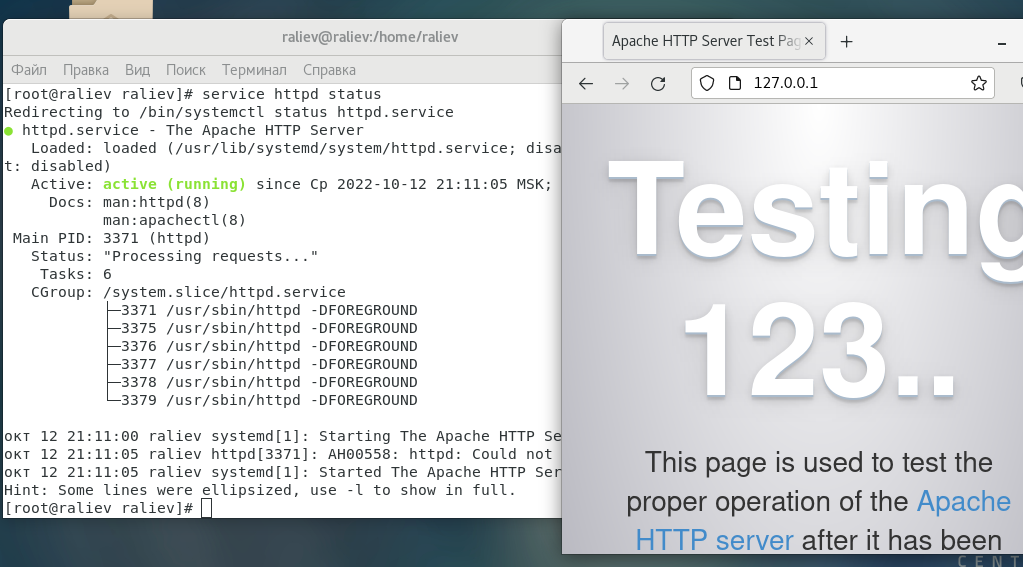 raliev@raliev:/home/raliev
Файл Правка Вид Поиск Терминал Справка
[root@raliev raliev]# service httpd status
Redirecting to /bin/systemctl status httpd.service
● httpd.service - The Apache HTTP Server
Loaded: loaded (/usr/lib/systemd/system/httpd.service; disa
t: disabled)
Active: active (running) since Ср 2022-10-12 21:11:05 MSK;
Docs: man:httpd(8)
man:apachectl(8)
Main PID: 3371 (httpd)
Status: "Processing requests..."
Tasks: 6
CGroup: /system.slice/httpd.service
├─3371 /usr/sbin/httpd -DFOREGROUND
├─3375 /usr/sbin/httpd -DFOREGROUND
├─3376 /usr/sbin/httpd -DFOREGROUND
├─3377 /usr/sbin/httpd -DFOREGROUND
├─3378 /usr/sbin/httpd -DFOREGROUND
└─3379 /usr/sbin/httpd -DFOREGROUND
окт 12 21:11:00 raliev systemd[1]: Starting The Apache HTTP Se
окт 12 21:11:05 raliev httpd[3371]: AH00558: httpd: Could not
окт 12 21:11:05 raliev systemd[1]: Started The Apache HTTP Ser
Hint: Some lines were ellipsized, use -l to show in full.
[root@raliev raliev]#
Apache HTTP Server Test Pag
127.0.0.1
Testing
123..
This page is used to test the
proper operation of the Apache
HTTP server after it has been
CENT